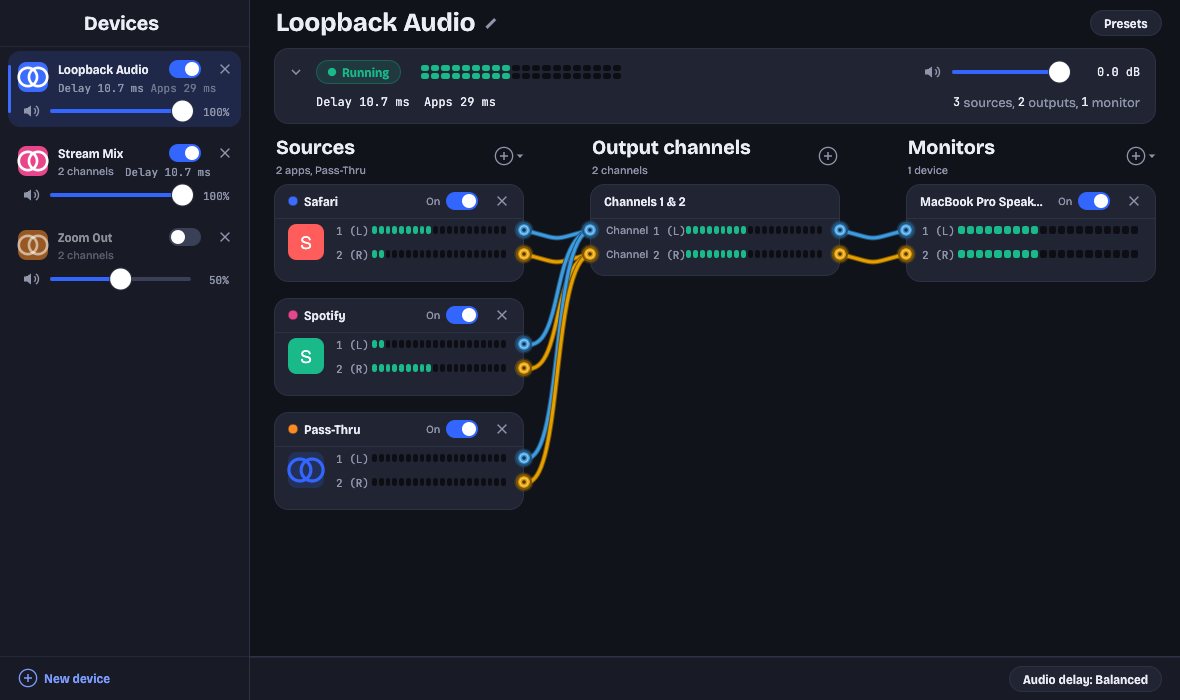 Devices
Loopback Audio
Delay 10.7 ms Apps 29 ms
100%
Stream Mix
2 channels Delay 10.7 ms
100%
Zoom Out
2 channels
50%
New device
Loopback Audio
Presets
Running
0.0 dB
Delay 10.7 ms Apps 29 ms
3 sources, 2 outputs, 1 monitor
Sources
2 apps, Pass-Thru
Safari On
S
1 (L)
2 (R)
Spotify On
S
1 (L)
2 (R)
Pass-Thru On
1 (L)
2 (R)
Output channels
2 channels
Channels 1 & 2
Channel 1 (L)
Channel 2 (R)
Monitors
1 device
MacBook Pro Speak... On
1 (L)
2 (R)
Audio delay: Balanced